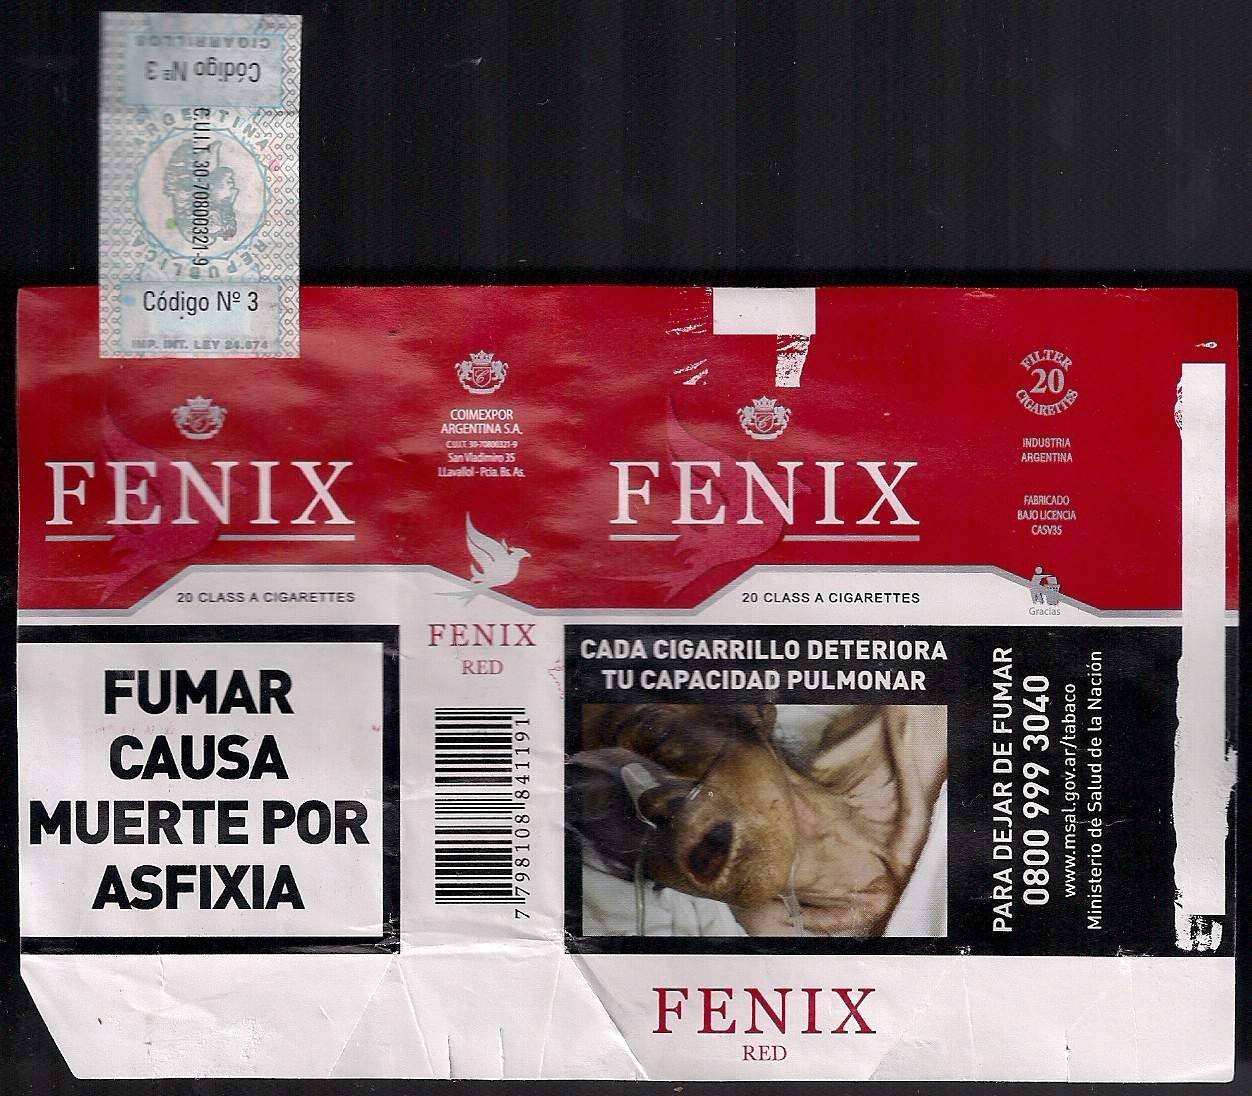 CIGARRILLOS
Código Nº 3
ARGENTINA
C.U.I.T. 30-70800321-9
REPUBLICA
Código Nº 3
IMP. INT. LEY 24.674
FENIX
20 CLASS A CIGARETTES
FUMAR
CAUSA
MUERTE POR
ASFIXIA
COIMEXPOR
ARGENTINA S.A.
C.U.I.T. 30-70800321-9
San Vladimiro 35
LLavallol - Pcia. Bs. As.
FENIX
RED
7 798108 841191
FENIX
20 CLASS A CIGARETTES
CADA CIGARRILLO DETERIORA
TU CAPACIDAD PULMONAR
FENIX
RED
FILTER
20
CIGARETTES
INDUSTRIA
ARGENTINA
FABRICADO
BAJO LICENCIA
CASV35
Gracias
PARA DEJAR DE FUMAR
0800 999 3040
www.msal.gov.ar/tabaco
Ministerio de Salud de la Nación